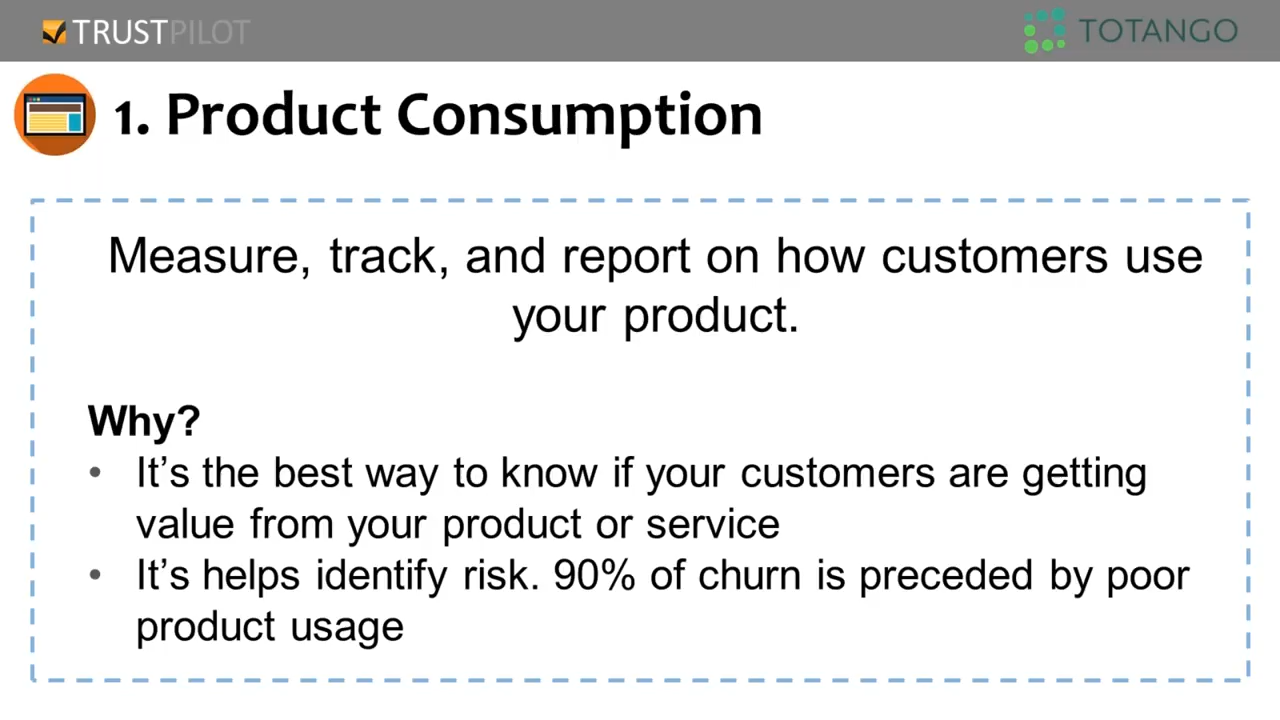 TRUSTPILOT
TOTANGO
1. Product Consumption
Measure, track, and report on how customers use
your product.
Why?
• It’s the best way to know if your customers are getting
value from your product or service
• It’s helps identify risk. 90% of churn is preceded by poor
product usage